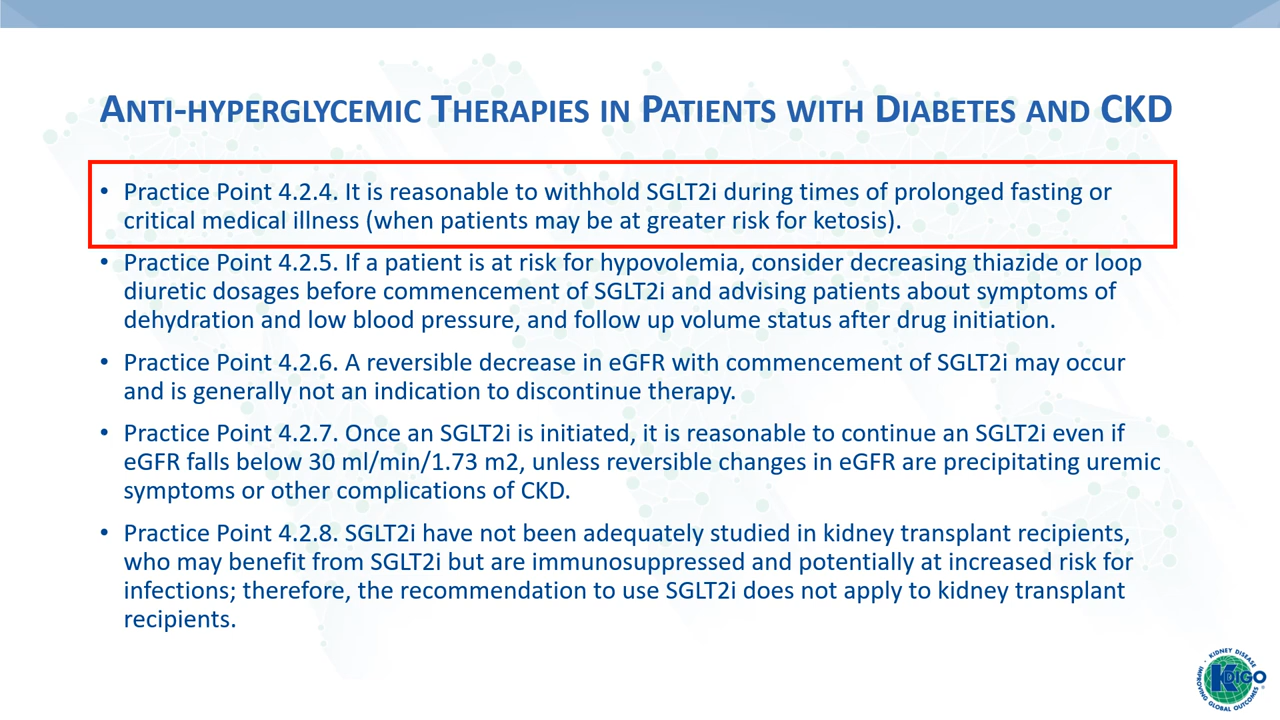 ANTI-HYPERGLYCEMIC THERAPIES IN PATIENTS WITH DIABETES AND CKD
• Practice Point 4.2.4. It is reasonable to withhold SGLT2i during times of prolonged fasting or
critical medical illness (when patients may be at greater risk for ketosis).
• Practice Point 4.2.5. If a patient is at risk for hypovolemia, consider decreasing thiazide or loop
diuretic dosages before commencement of SGLT2i and advising patients about symptoms of
dehydration and low blood pressure, and follow up volume status after drug initiation.
• Practice Point 4.2.6. A reversible decrease in eGFR with commencement of SGLT2i may occur
and is generally not an indication to discontinue therapy.
• Practice Point 4.2.7. Once an SGLT2i is initiated, it is reasonable to continue an SGLT2i even if
eGFR falls below 30 ml/min/1.73 m2, unless reversible changes in eGFR are precipitating uremic
symptoms or other complications of CKD.
• Practice Point 4.2.8. SGLT2i have not been adequately studied in kidney transplant recipients,
who may benefit from SGLT2i but are immunosuppressed and potentially at increased risk for
infections; therefore, the recommendation to use SGLT2i does not apply to kidney transplant
recipients.
KIDNEY DISEASE
KDIGO
IMPROVING GLOBAL OUTCOMES